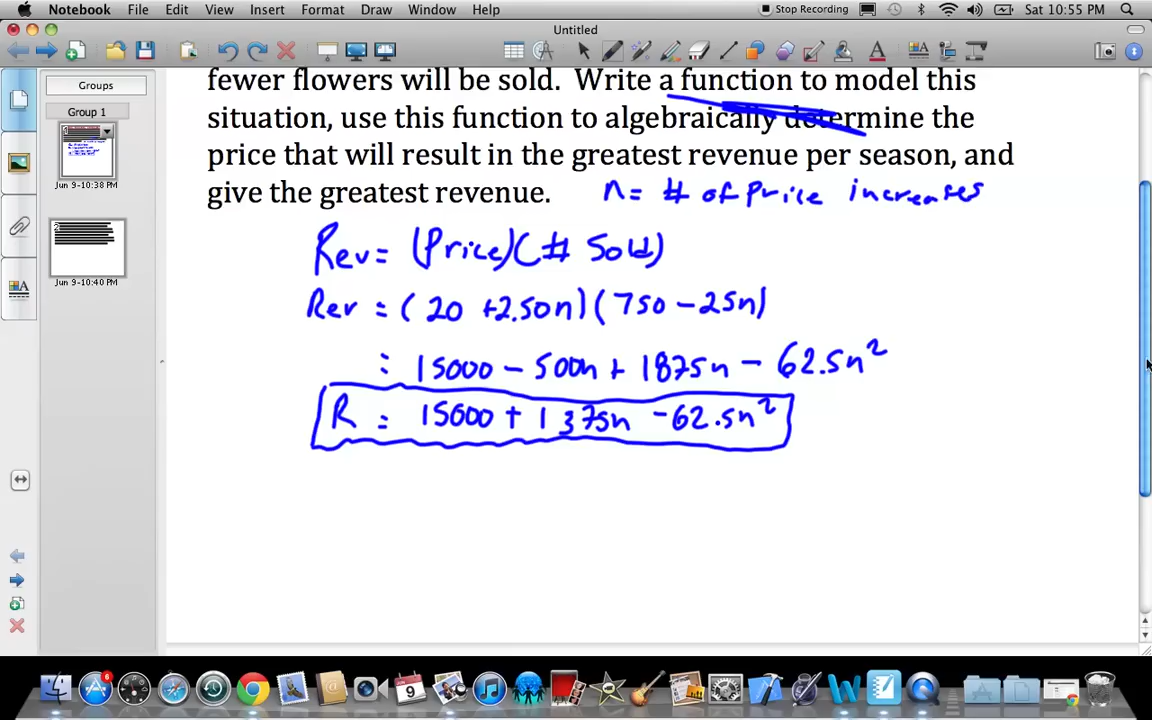 Notebook File Edit View Insert Format Draw Window Help Stop Recording Sat 10:55 PM
Untitled
Groups
Group 1
Jun 9-10:38 PM
Jun 9-10:40 PM
fewer flowers will be sold. Write a function to model this
situation, use this function to algebraically determine the
price that will result in the greatest revenue per season, and
give the greatest revenue. n= # of Price increases
Rev= (Price)(# Sold)
Rev = (20 +2.50n)(750 -25n)
= 15000 - 500n + 1875n - 62.5n²
R = 15000 + 1375n -62.5n²
6
9